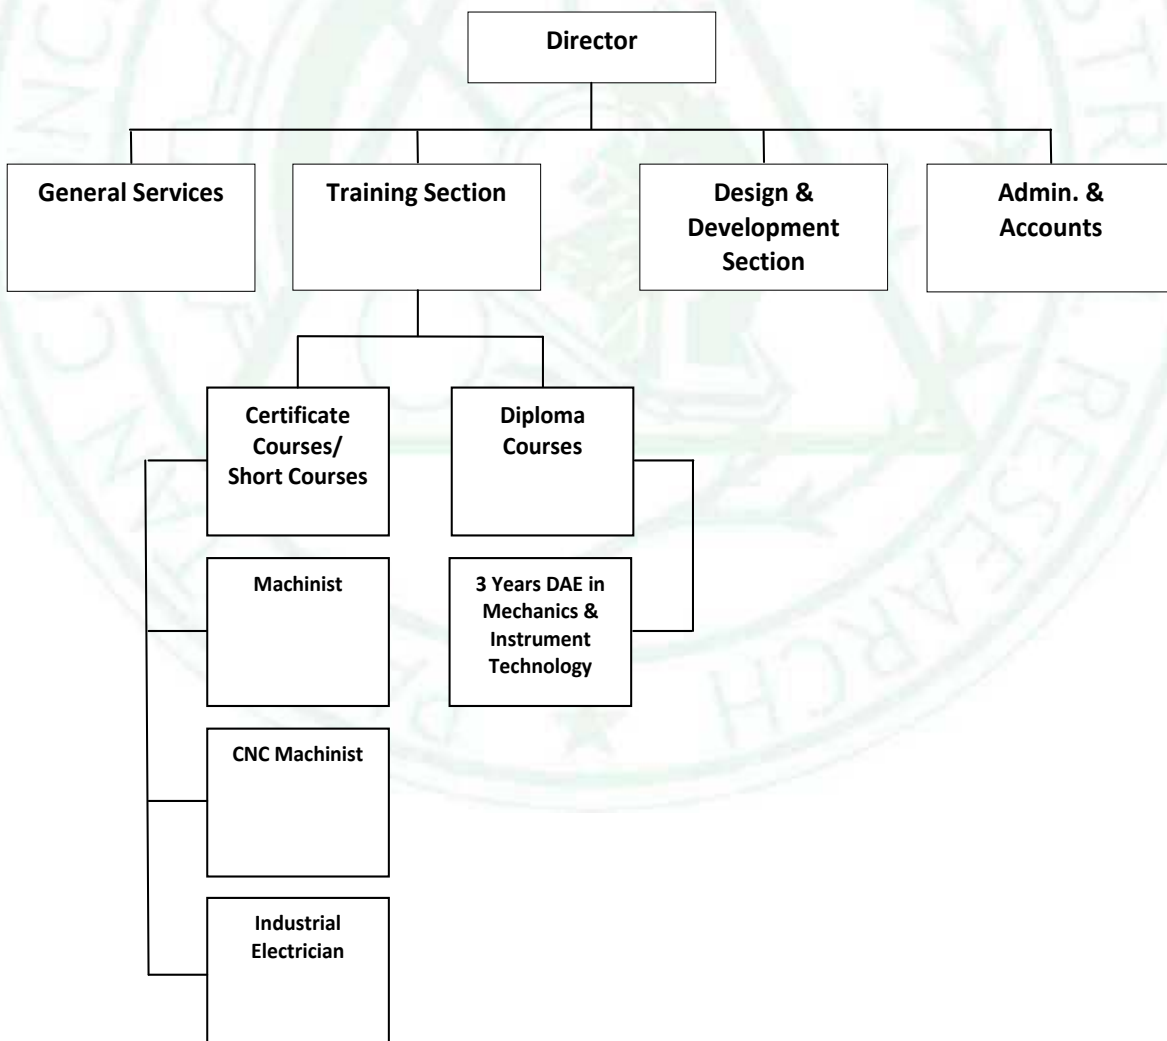 Director
General Services
Training Section
Design &
Development
Section
Admin. &
Accounts
Certificate
Courses/
Short Courses
Diploma
Courses
Machinist
3 Years DAE in
Mechanics &
Instrument
Technology
CNC Machinist
Industrial
Electrician
RESEARCH